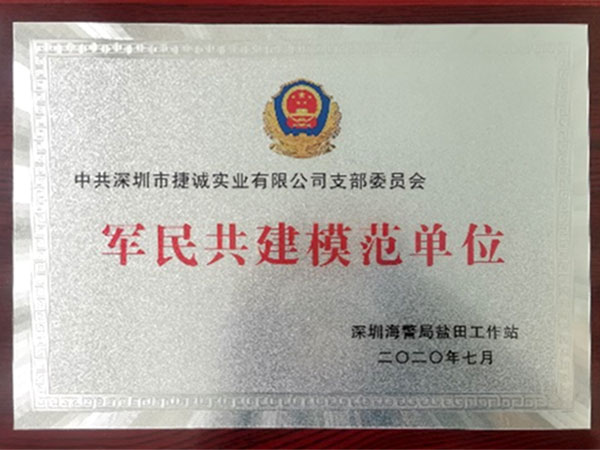 中共深圳市捷诚实业有限公司支部委员会
军民共建模范单位
深圳海警局盐田工作站
二〇二〇年七月